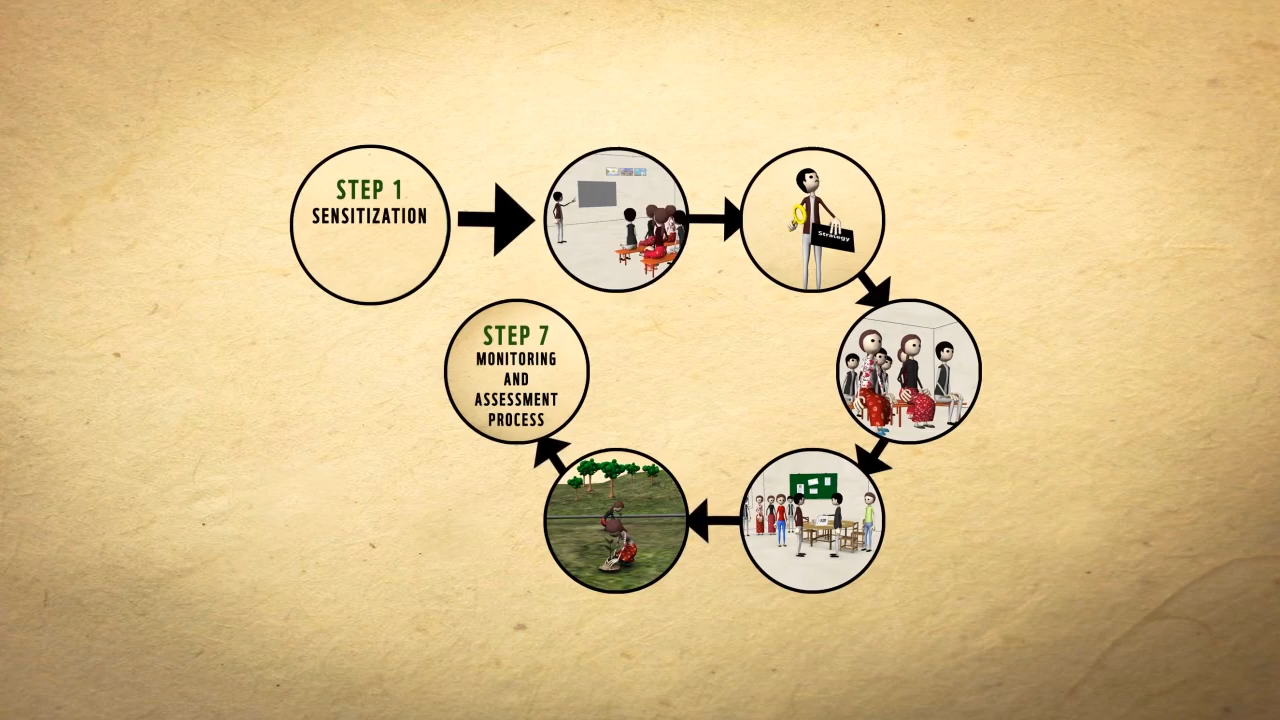 STEP 1
SENSITIZATION
Strategy
STEP 7
MONITORING
AND
ASSESSMENT
PROCESS